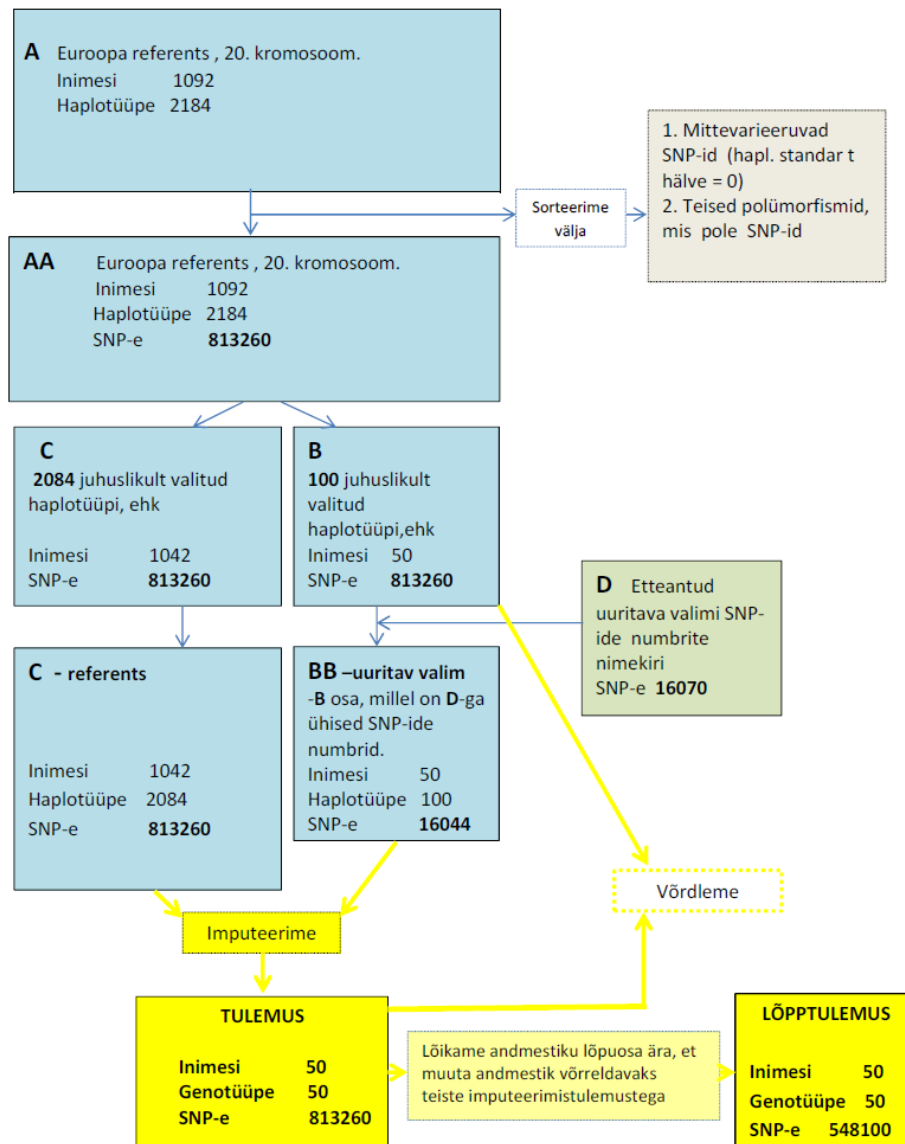 A Euroopa referents , 20. kromosoom.
Inimesi 1092
Haplotüüpe 2184
1. Mittevarieeruvad
SNP-id (hapl. standar t
hälve = 0)
2. Teised polümorfismid,
mis pole SNP-id
Sorteerime
välja
AA Euroopa referents , 20. kromosoom.
Inimesi 1092
Haplotüüpe 2184
SNP-e 813260
C
2084 juhuslikult valitud
haplotüüpi, ehk
Inimesi 1042
SNP-e 813260
B
100 juhuslikult
valitud
haplotüüpi,ehk
Inimesi 50
SNP-e 813260
D Etteantud
uuritava valimi SNP-
ide numbrite
nimekiri
SNP-e 16070
C - referents
Inimesi 1042
Haplotüüpe 2084
SNP-e 813260
BB –uuritav valim
-B osa, millel on D-ga
ühised SNP-ide
numbrid.
Inimesi 50
Haplotüüpe 100
SNP-e 16044
Võrdleme
Imputeerime
TULEMUS
Inimesi 50
Genotüüpe 50
SNP-e 813260
Lõikame andmestiku lõpuosa ära, et
muuta andmestik võrreldavaks
teiste imputeerimistulemustega
LÕPPTULEMUS
Inimesi 50
Genotüüpe 50
SNP-e 548100